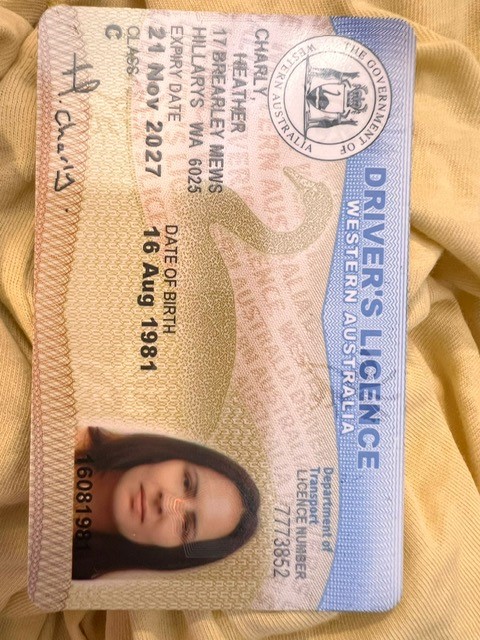 THE GOVERNMENT OF
WESTERN AUSTRALIA
DRIVER'S LICENCE
WESTERN AUSTRALIA
Department of
Transport
LICENCE NUMBER
7773852
CHARLY,
HEATHER
17 BREARLEY MEWS
HILLARYS WA 6025
EXPIRY DATE
21 Nov 2027
DATE OF BIRTH
16 Aug 1981
CLASS
C
16081981
H. Charly